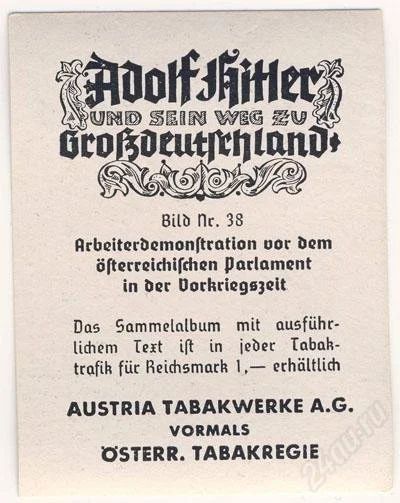 Adolf Hitler
UND SEIN WEG ZU
Großdeutschland
Bild Nr. 38
Arbeiterdemonstration vor dem
österreichischen Parlament
in der Vorkriegszeit
Das Sammelalbum mit ausführ-
lichem Text ist in jeder Tabak-
trafik für Reichsmark 1,— erhältlich
AUSTRIA TABAKWERKE A.G.
VORMALS
ÖSTERR. TABAKREGIE
24au.ru